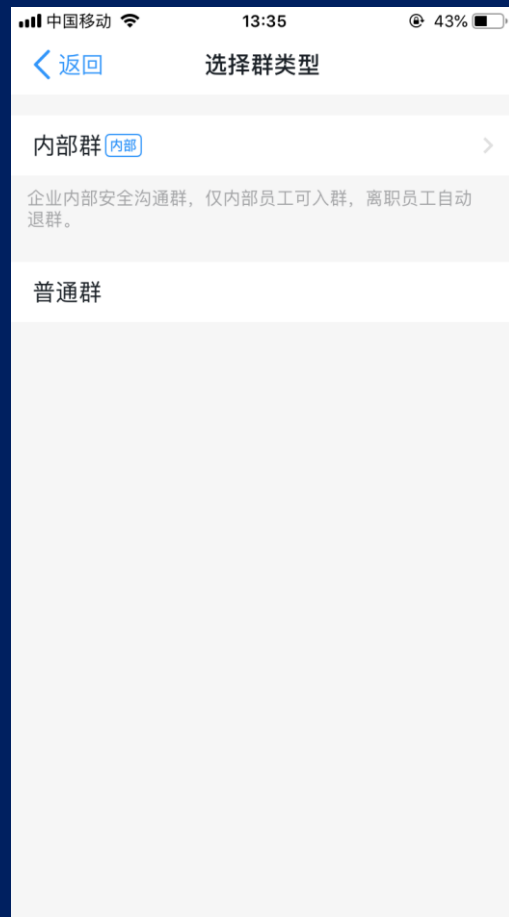 中国移动 13:35 43%
返回 选择群类型
内部群 内部
企业内部安全沟通群，仅内部员工可入群，离职员工自动
退群。
普通群